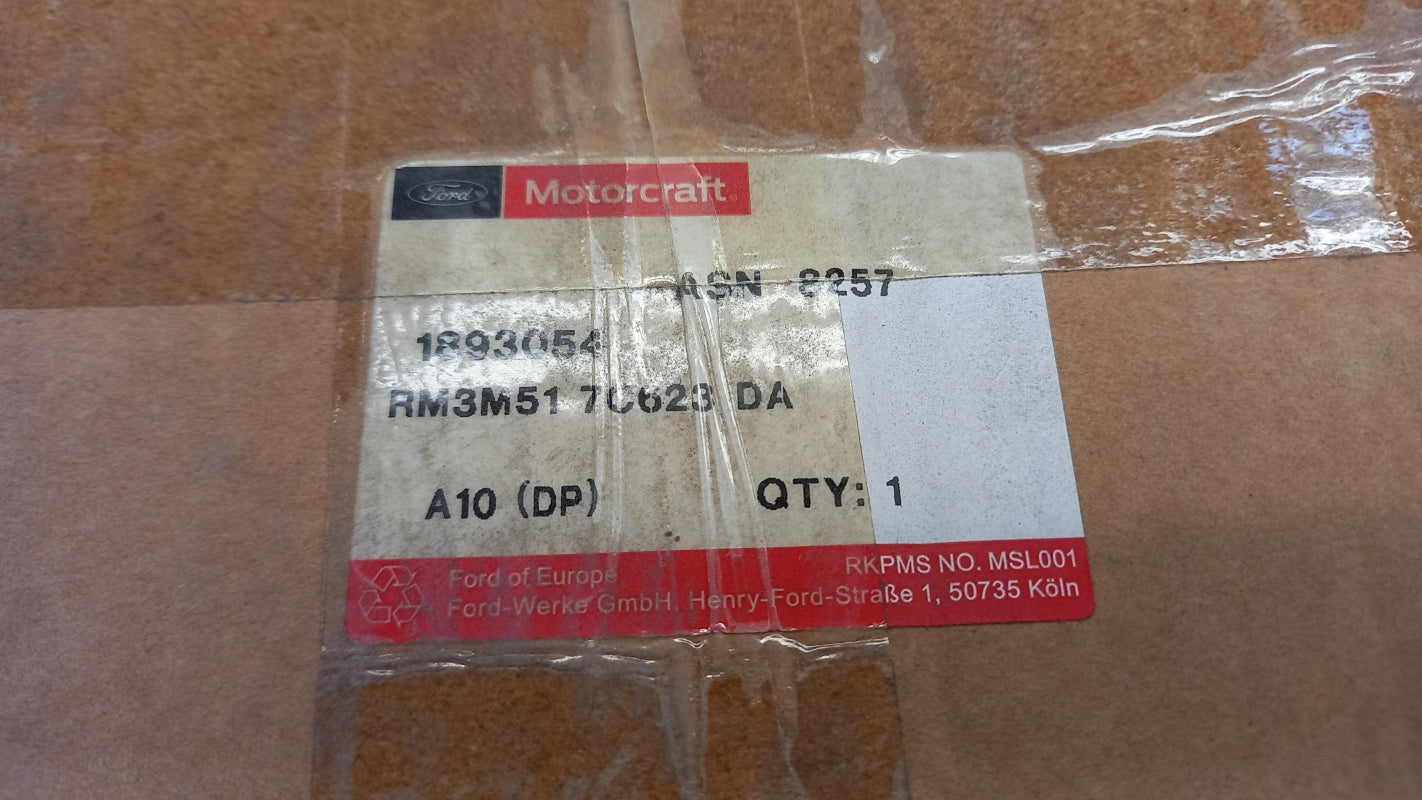 Ford Motorcraft
ASN 8257
1893054
RM3M51 7C623 DA
A10 (DP) QTY: 1
RKPMS NO. MSL001
Ford of Europe
Ford-Werke GmbH, Henry-Ford-Straße 1, 50735 Köln